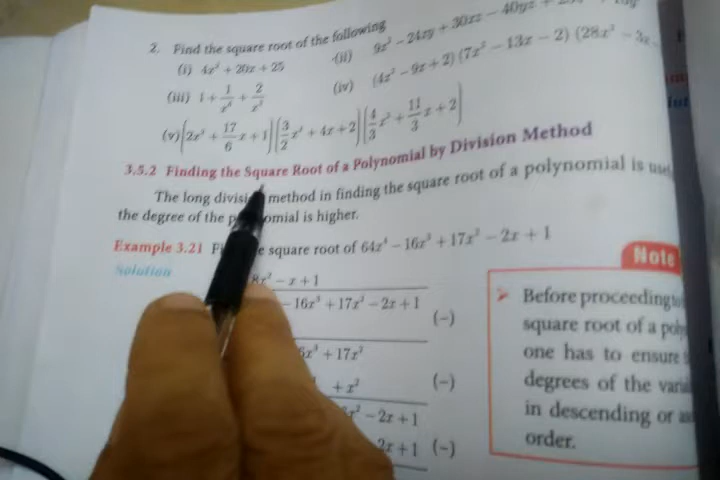 2. Find the square root of the following
(i) 4x² + 20x + 25
(ii) 9x² − 24xy + 30xz − 40yz +
(iii) 1 + 1/x⁶ + 2/x³
(iv) (4x² − 9x + 2) (7x² − 13x − 2) (28x² − 3x
(v) (2x² + 17/6 x + 1) (3/2 x² + 4x + 2) (4/3 x² + 11/3 x + 2)
3.5.2 Finding the Square Root of a Polynomial by Division Method
The long method in finding the square root of a polynomial is
the degree of the is higher.
Example 3.21 square root of 64x⁴ − 16x³ + 17x² − 2x + 1
Solution
8x² − x + 1
− 16x³ + 17x² − 2x + 1
(−)
x³ + 17x²
+ x²
(−)
x² − 2x + 1
2x + 1 (−)
Note
Before proceeding
square root of a
one has to ensure
degrees of the
in descending or
order.